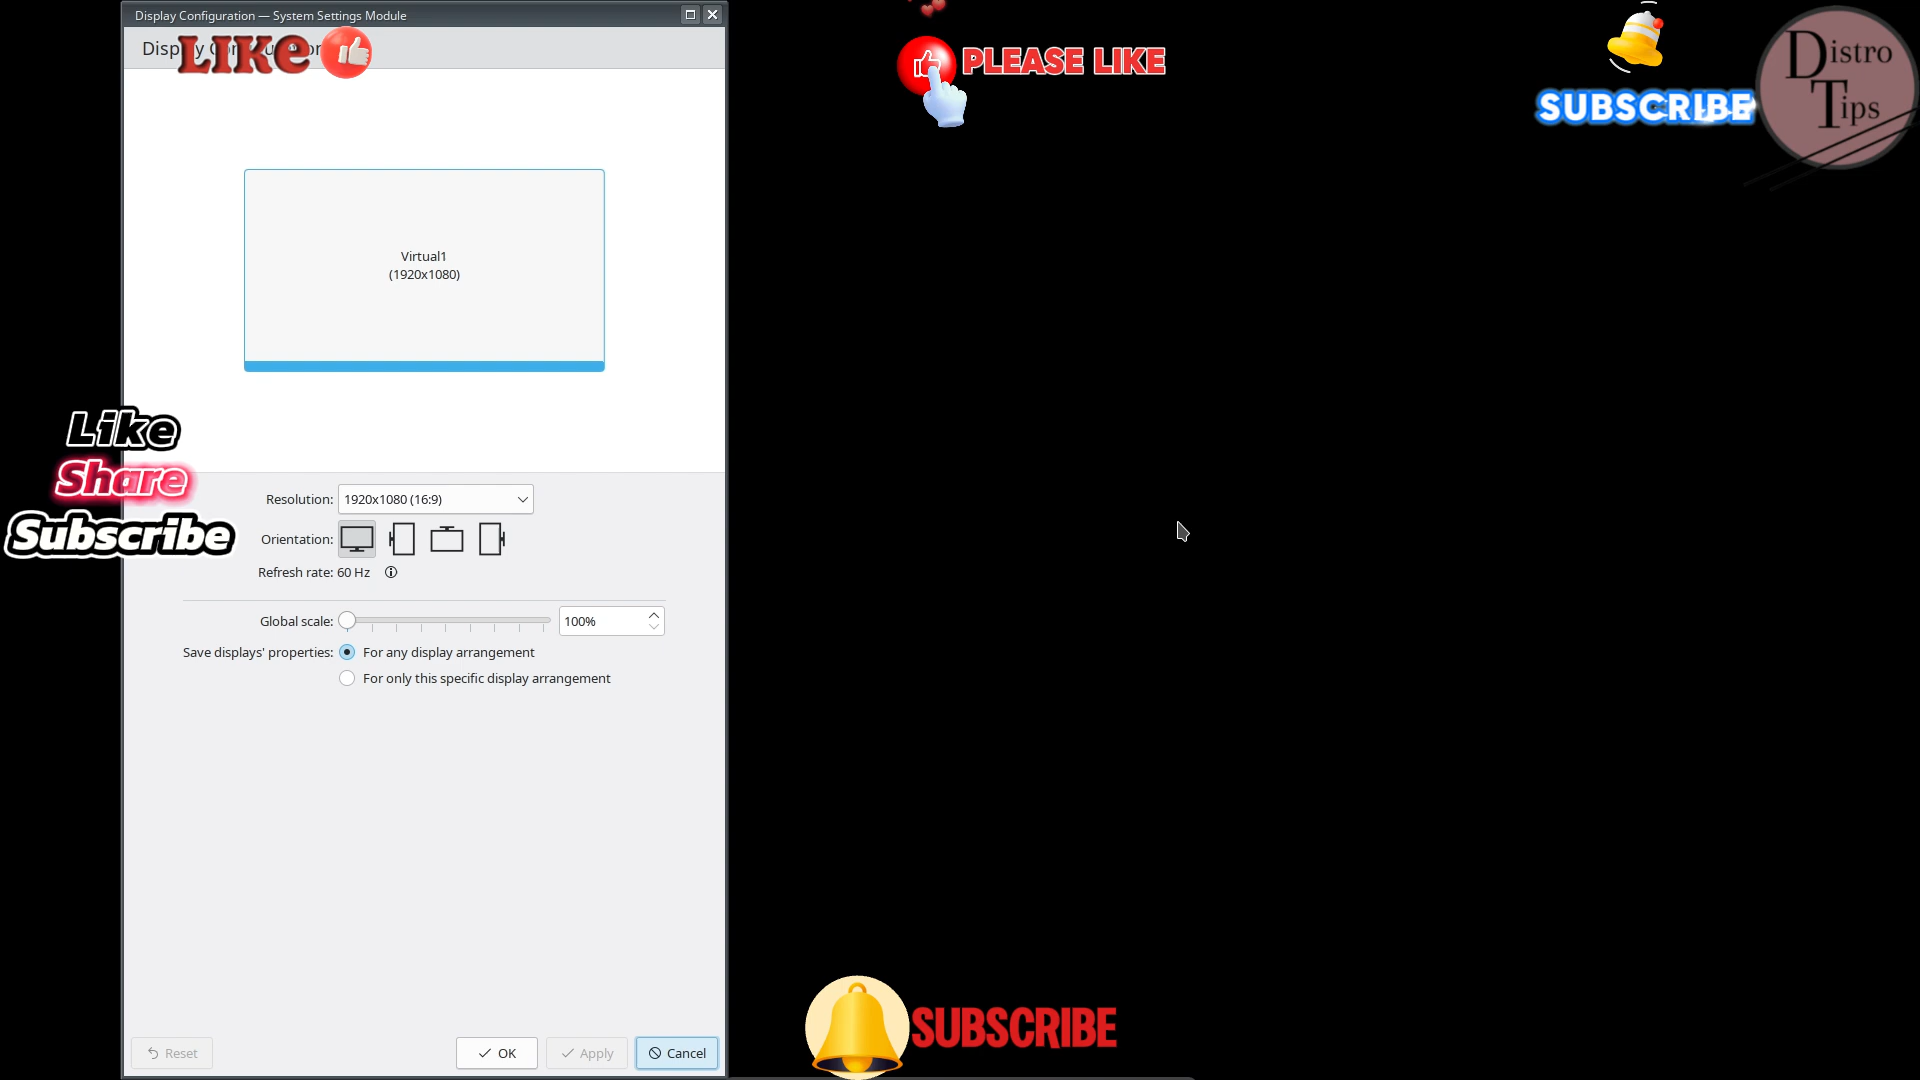 Display Configuration — System Settings Module
LIKE
PLEASE LIKE
SUBSCRIBE
Distro
Tips
Virtual1
(1920x1080)
Like
Share
Subscribe
Resolution: 1920x1080 (16:9)
Orientation:
Refresh rate: 60 Hz
Global scale: 100%
Save displays' properties: For any display arrangement
For only this specific display arrangement
SUBSCRIBE
Reset OK Apply Cancel